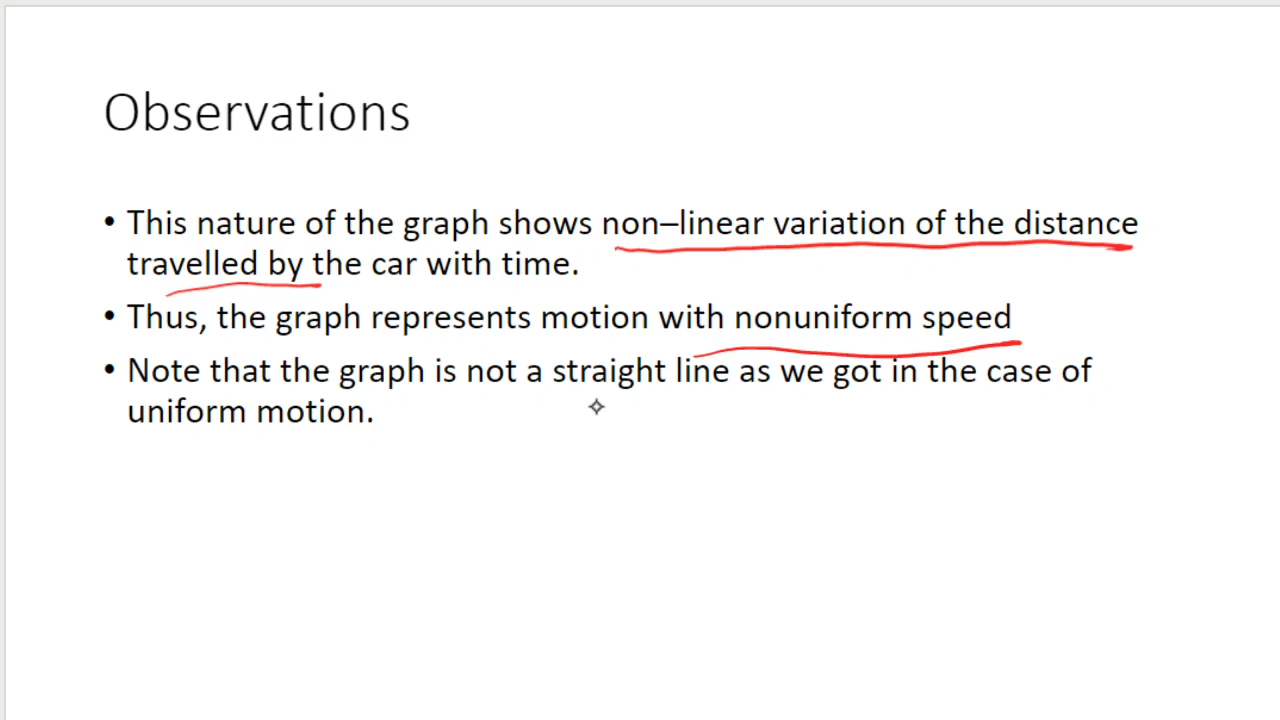 Observations
• This nature of the graph shows non–linear variation of the distance
travelled by the car with time.
• Thus, the graph represents motion with nonuniform speed
• Note that the graph is not a straight line as we got in the case of
uniform motion.